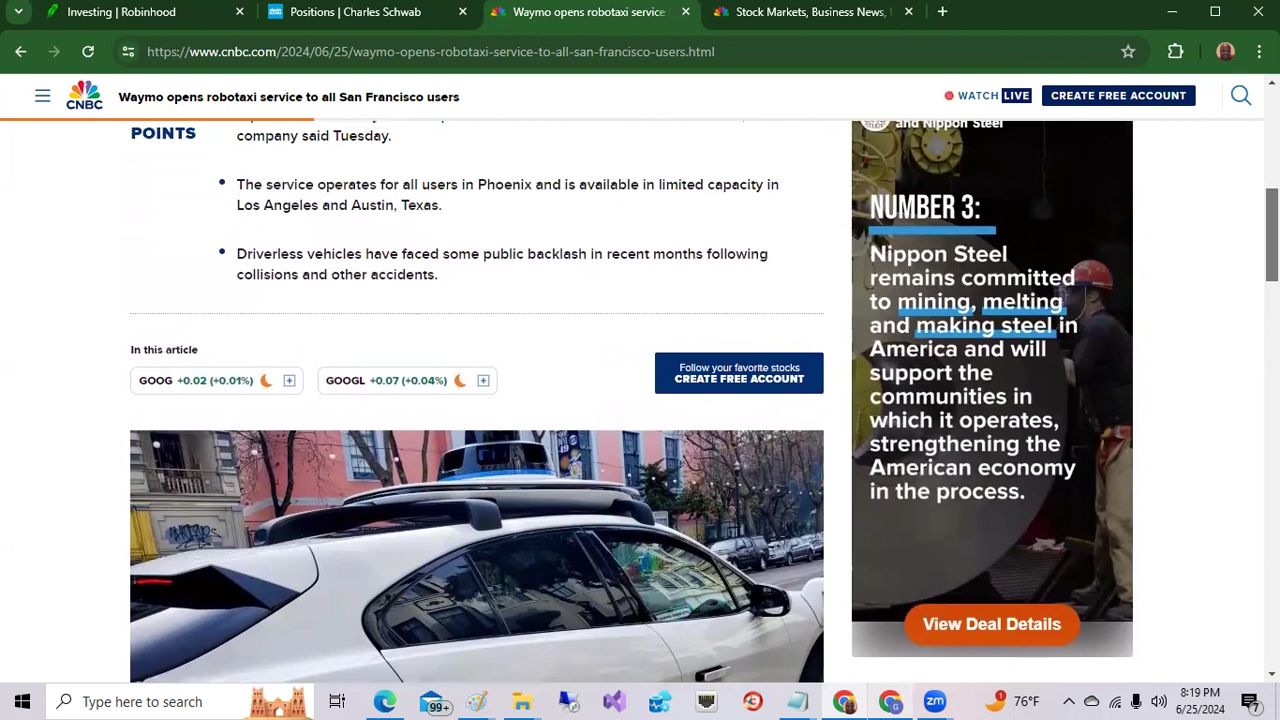 Investing | Charles Schwab
Positions | Charles Schwab
Waymo opens robotaxi service
Stock Markets, Business News,
https://www.cnbc.com/2024/06/25/waymo-opens-robotaxi-service-to-all-san-francisco-users.html
CNBC
Waymo opens robotaxi service to all San Francisco users
WATCH LIVE
CREATE FREE ACCOUNT
POINTS
company said Tuesday.
The service operates for all users in Phoenix and is available in limited capacity in
Los Angeles and Austin, Texas.
Driverless vehicles have faced some public backlash in recent months following
collisions and other accidents.
In this article
GOOG +0.02 (+0.01%)
GOOGL +0.07 (+0.04%)
Follow your favorite stocks
CREATE FREE ACCOUNT
and Nippon Steel
NUMBER 3:
Nippon Steel
remains committed
to mining, melting
and making steel in
America and will
support the
communities in
which it operates,
strengthening the
American economy
in the process.
View Deal Details
Type here to search
99+
zm
1
76°F
8:19 PM
6/25/2024
7